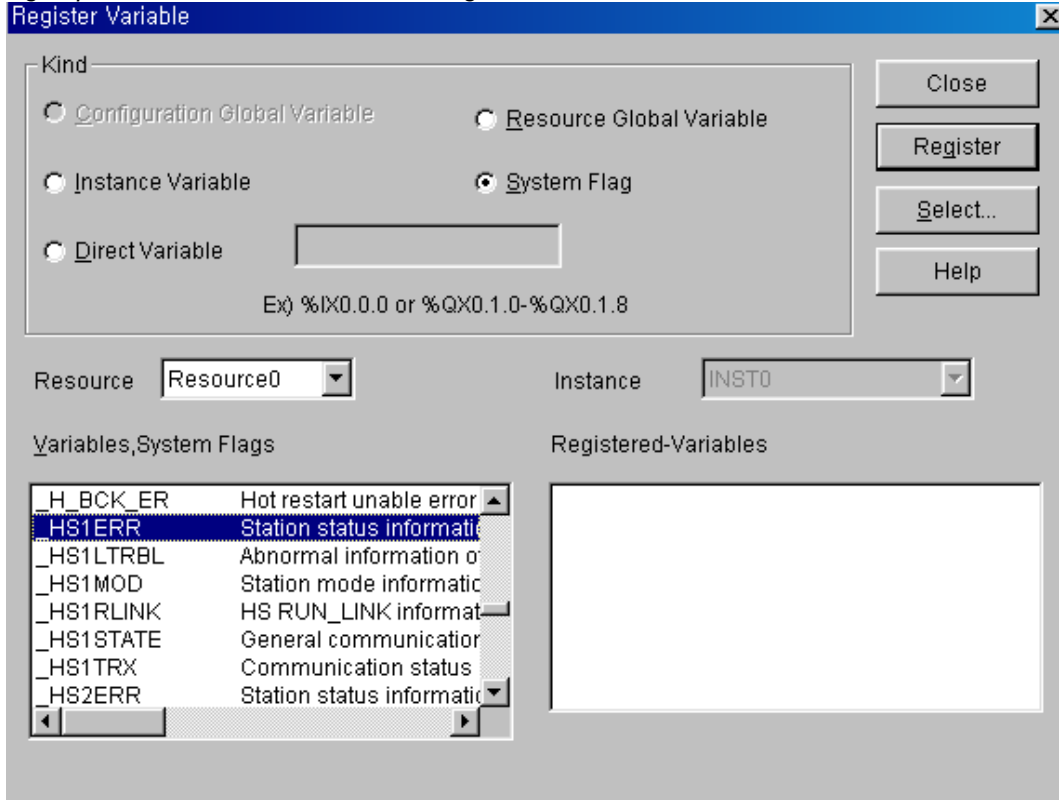 Register Variable
Kind
Configuration Global Variable
Resource Global Variable
Instance Variable
System Flag
Direct Variable
Ex) %IX0.0.0 or %QX0.1.0-%QX0.1.8
Close
Register
Select...
Help
Resource Resource0
Instance INST0
Variables,System Flags
_H_BCK_ER Hot restart unable error
_HS1ERR Station status informati
_HS1LTRBL Abnormal information o
_HS1MOD Station mode informatic
_HS1RLINK HS RUN_LINK informat
_HS1STATE General communication
_HS1TRX Communication status
_HS2ERR Station status informatic
Registered-Variables